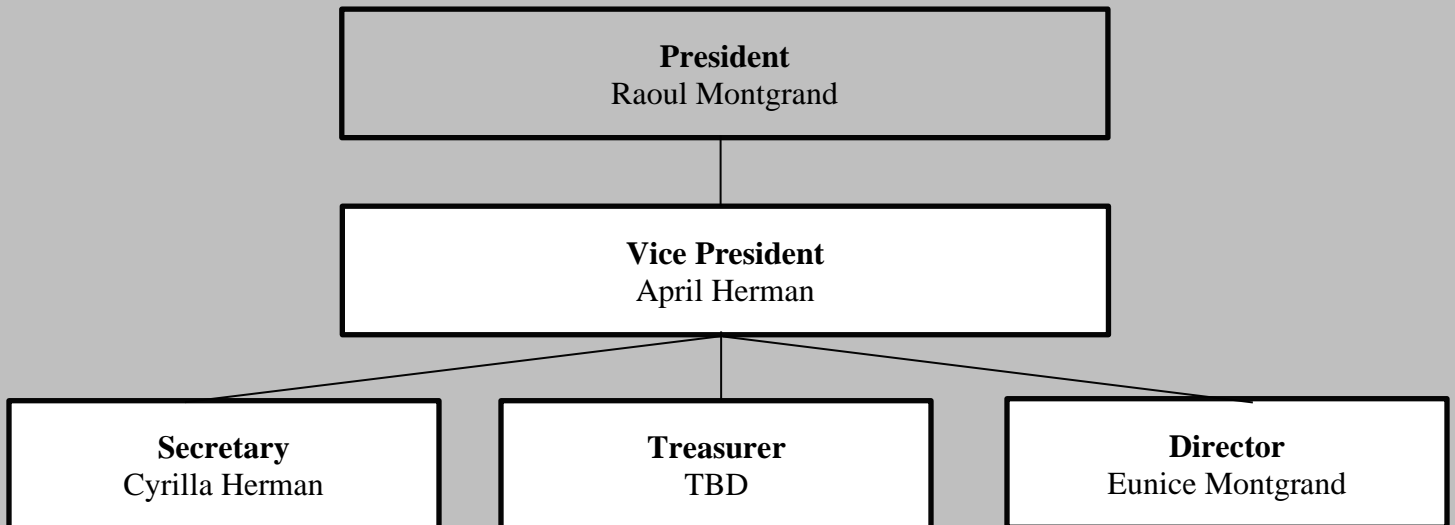 President
Raoul Montgrand
Vice President
April Herman
Secretary
Cyrilla Herman
Treasurer
TBD
Director
Eunice Montgrand